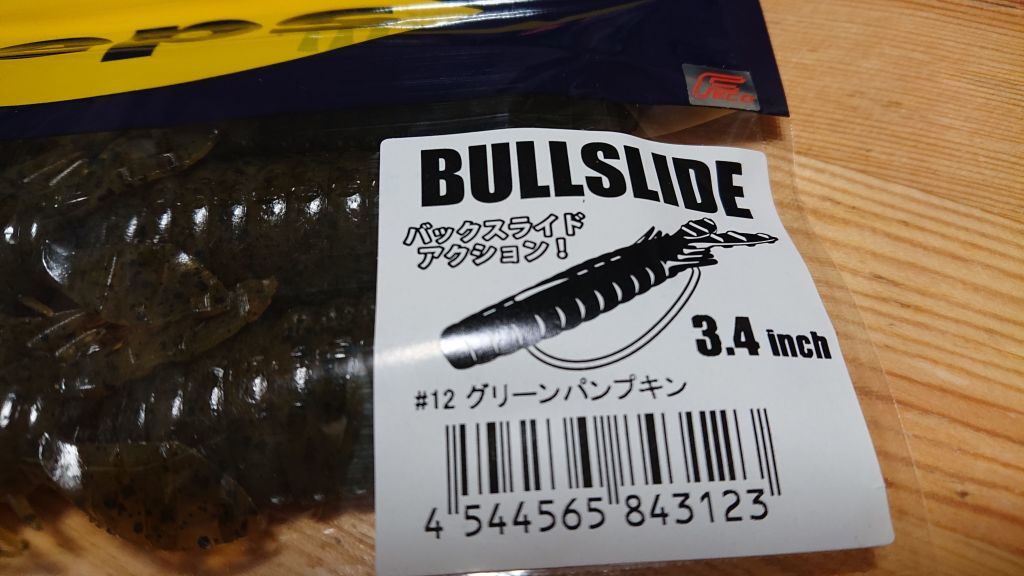 Feco
BULLSLIDE
バックスライド
アクション！
3.4 inch
#12 グリーンパンプキン
4 544565 843123